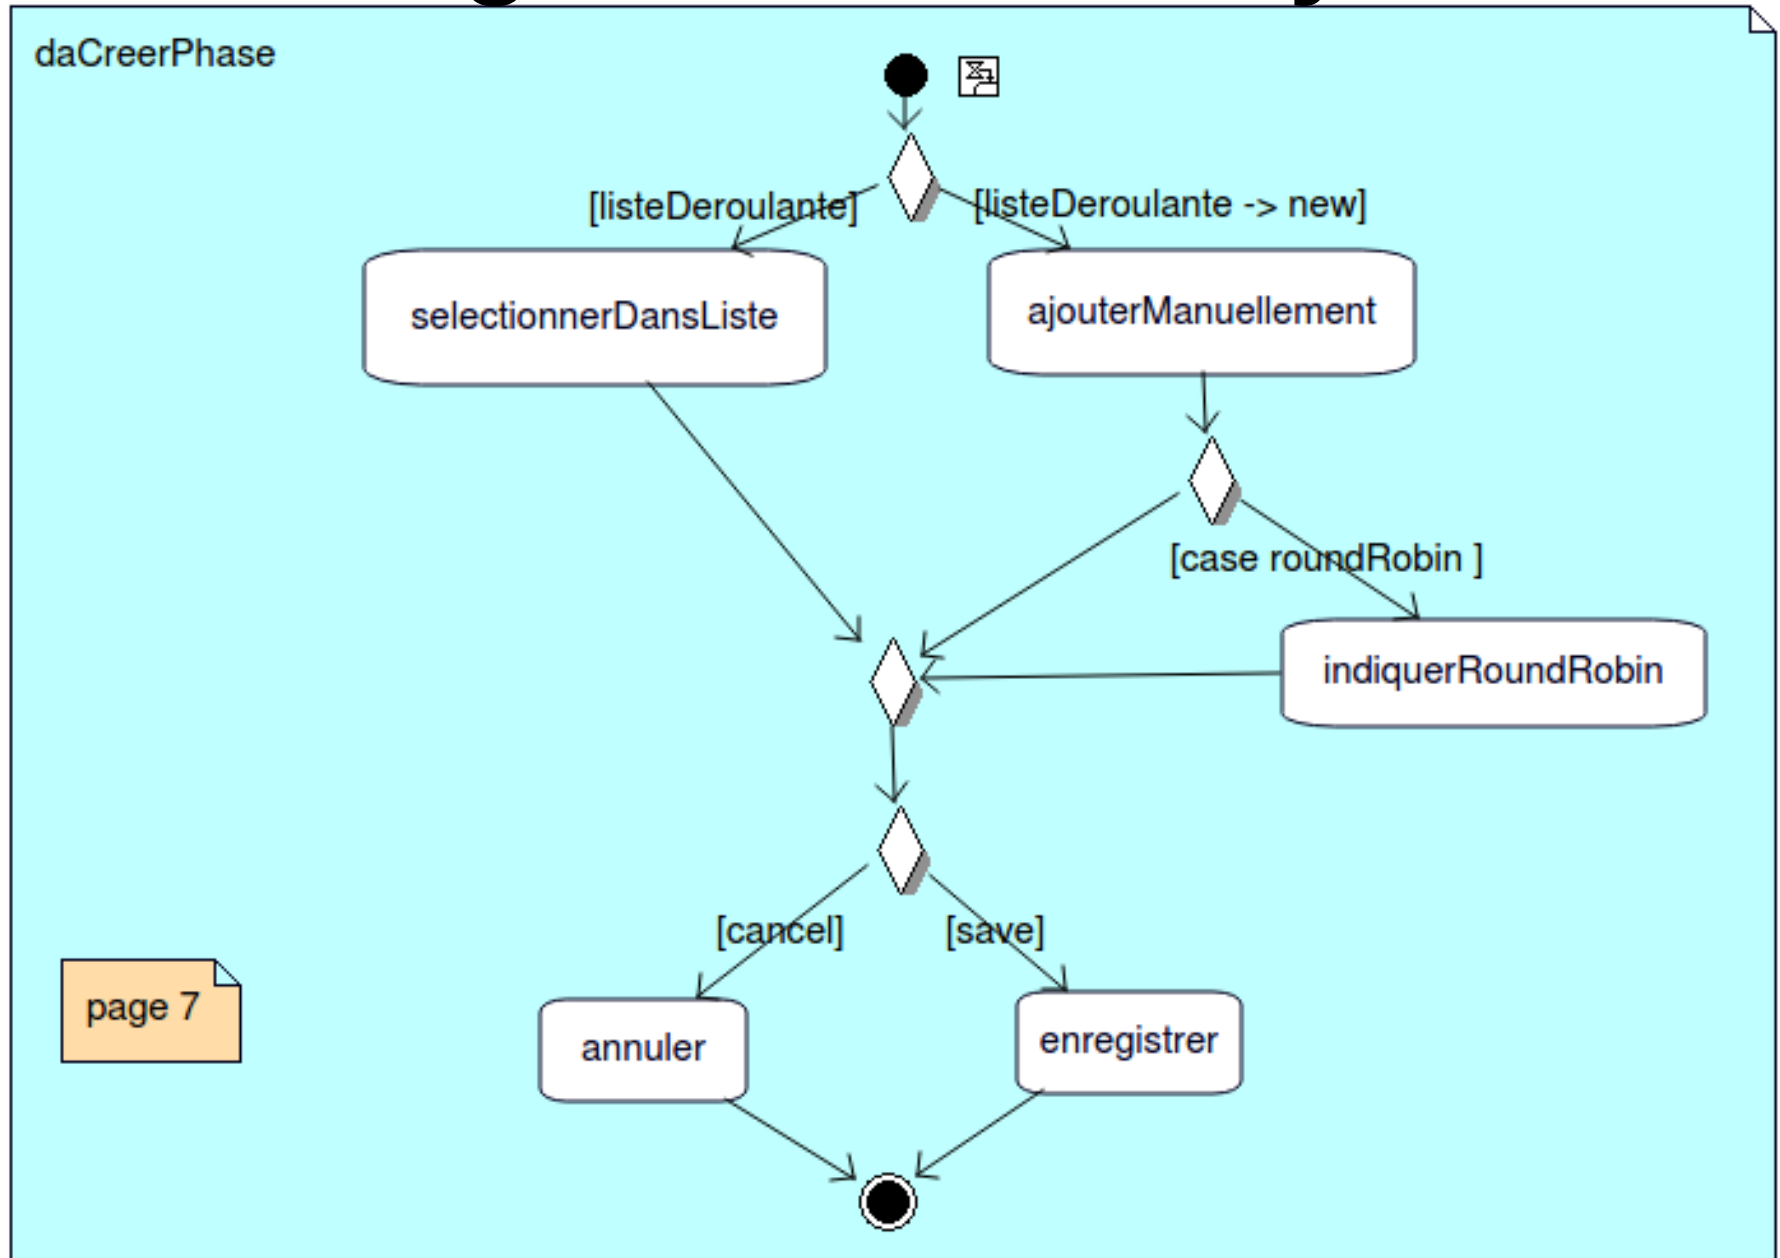 daCreerPhase
[listeDeroulante]
[listeDeroulante -> new]
selectionnerDansListe
ajouterManuellement
[case roundRobin ]
indiquerRoundRobin
[cancel]
[save]
page 7
annuler
enregistrer